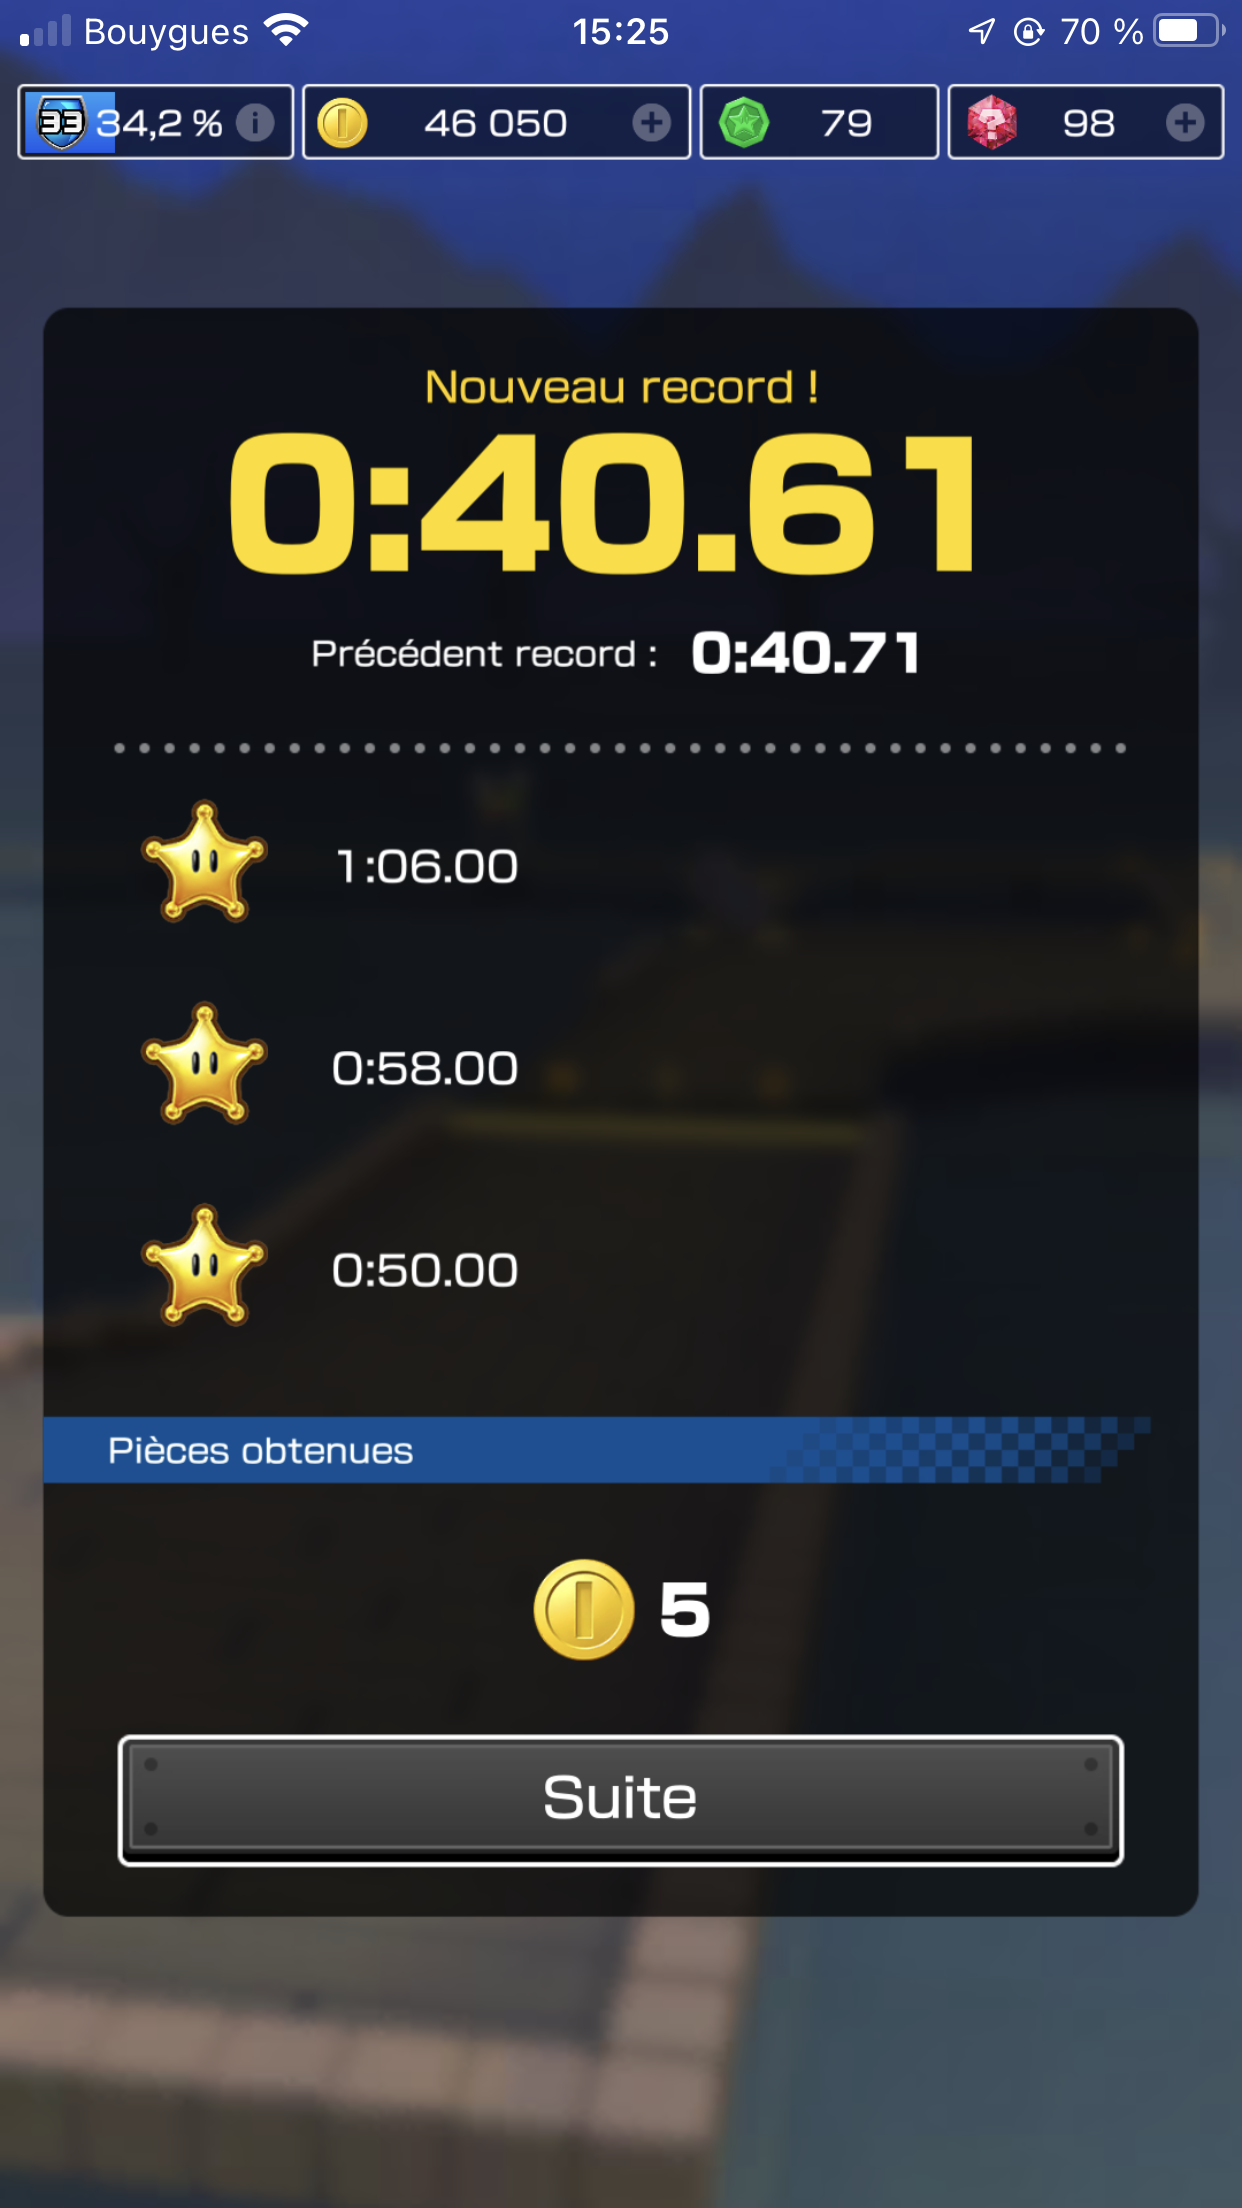 Bouygues 15:25 70 %
33 34,2 % i 46 050 + 79 ? 98 +
Nouveau record !
0:40.61
Précédent record : 0:40.71
1:06.00
0:58.00
0:50.00
Pièces obtenues
5
Suite